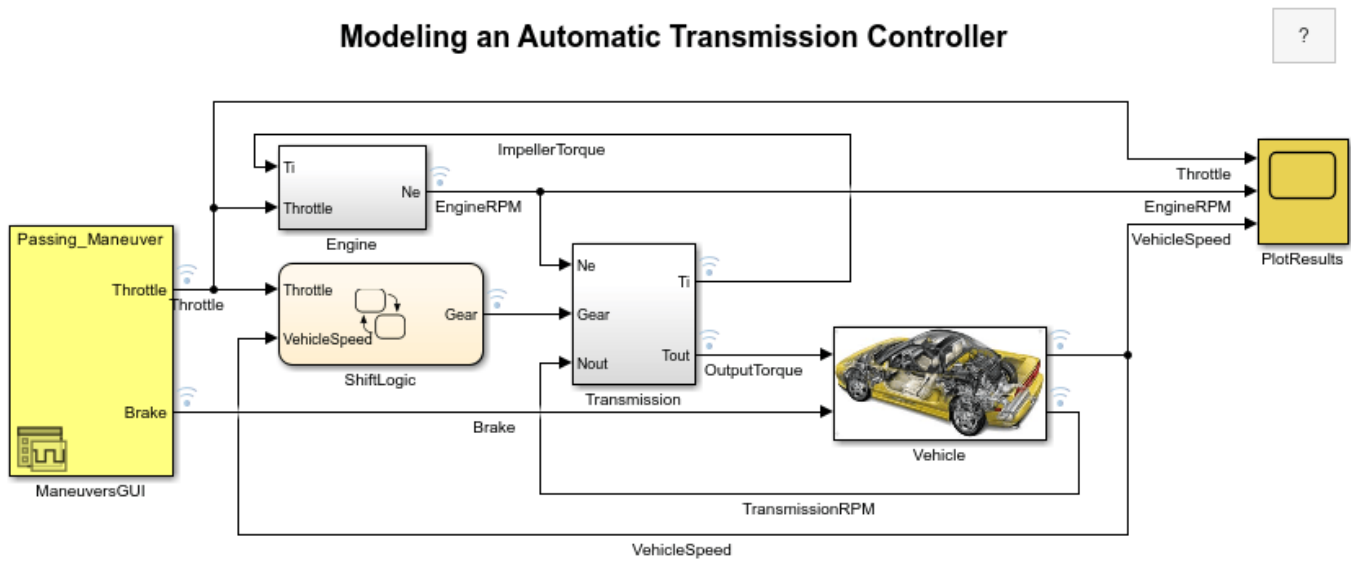 Modeling an Automatic Transmission Controller
?
ImpellerTorque
Ti
Throttle
Ne
EngineRPM
Engine
Throttle
EngineRPM
VehicleSpeed
PlotResults
Passing_Maneuver
Throttle
Throttle
Brake
ManeuversGUI
Throttle
VehicleSpeed
Gear
ShiftLogic
Ne
Gear
Nout
Ti
Tout
Transmission
OutputTorque
Vehicle
Brake
TransmissionRPM
VehicleSpeed